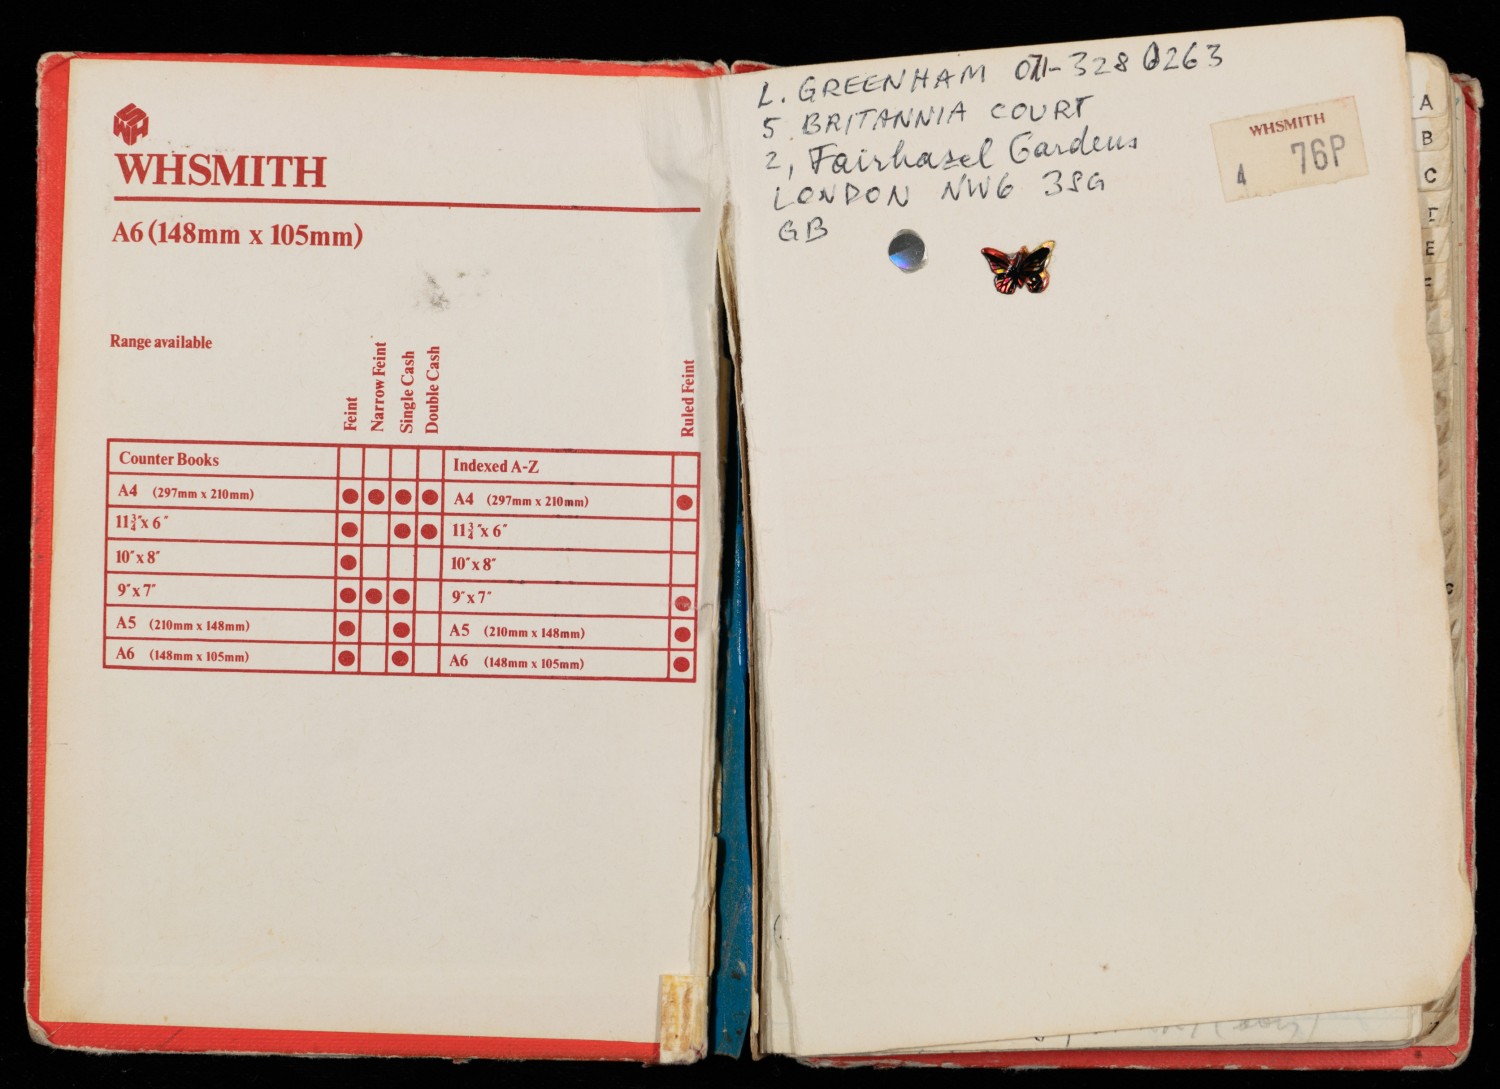 WHSMITH
A6 (148mm x 105mm)
Range available
Feint
Narrow Feint
Single Cash
Double Cash
Ruled Feint
Counter Books
Indexed A-Z
A4 (297mm x 210mm)
A4 (297mm x 210mm)
11¾"x 6"
11¾"x 6"
10"x 8"
10"x 8"
9"x 7"
9"x 7"
A5 (210mm x 148mm)
A5 (210mm x 148mm)
A6 (148mm x 105mm)
A6 (148mm x 105mm)
L. GREENHAM 071-328 0263
5 BRITANNIA COURT
2, Fairhazel Gardens
LONDON NW6 3SG
GB
WHSMITH
4 76P
A
B
C
D
E
F